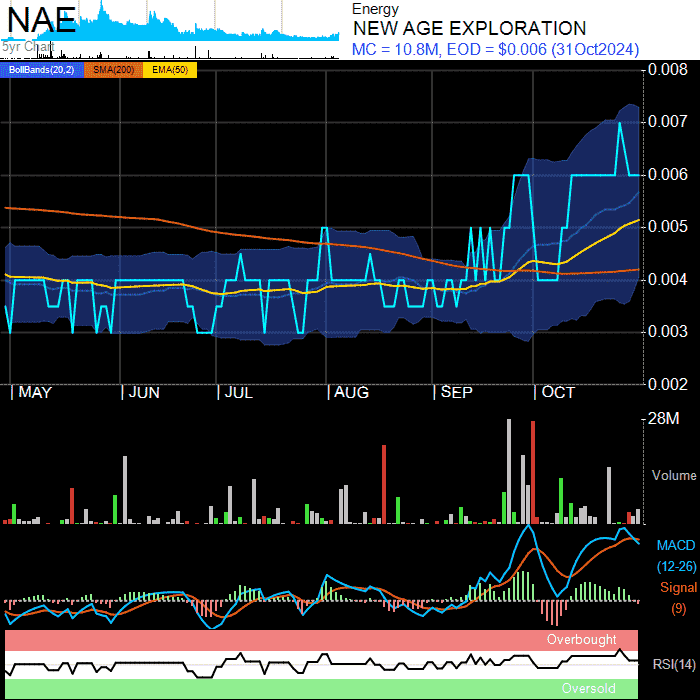 NAE
5yr Chart
Energy
NEW AGE EXPLORATION
MC = 10.8M, EOD = $0.006 (31Oct2024)
BollBands(20,2) SMA(200) EMA(50)
0.008
0.007
0.006
0.005
0.004
0.003
0.002
MAY JUN JUL AUG SEP OCT
28M
Volume
MACD
(12-26)
Signal
(9)
Overbought
RSI(14)
Oversold